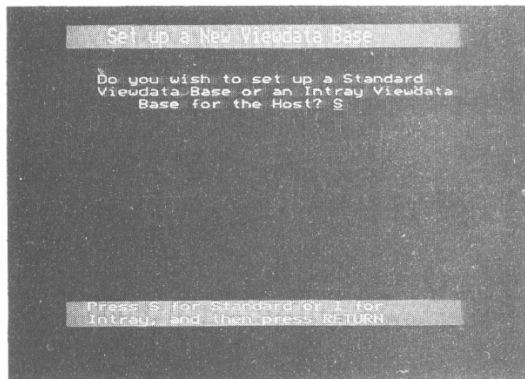 Set up a New Viewdata Base
Do you wish to set up a Standard
Viewdata Base or an Intray Viewdata
Base for the Host? S
Press S for Standard or I for
Intray, and then press RETURN